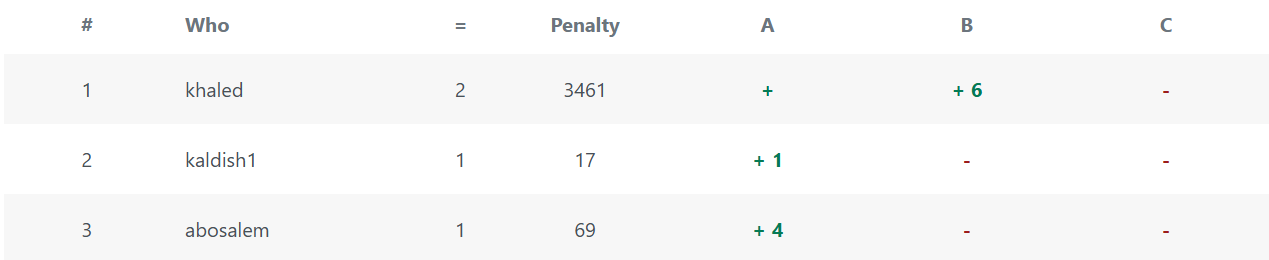 # Who = Penalty A B C
1 khaled 2 3461 + + 6 -
2 kaldish1 1 17 + 1 - -
3 abosalem 1 69 + 4 - -